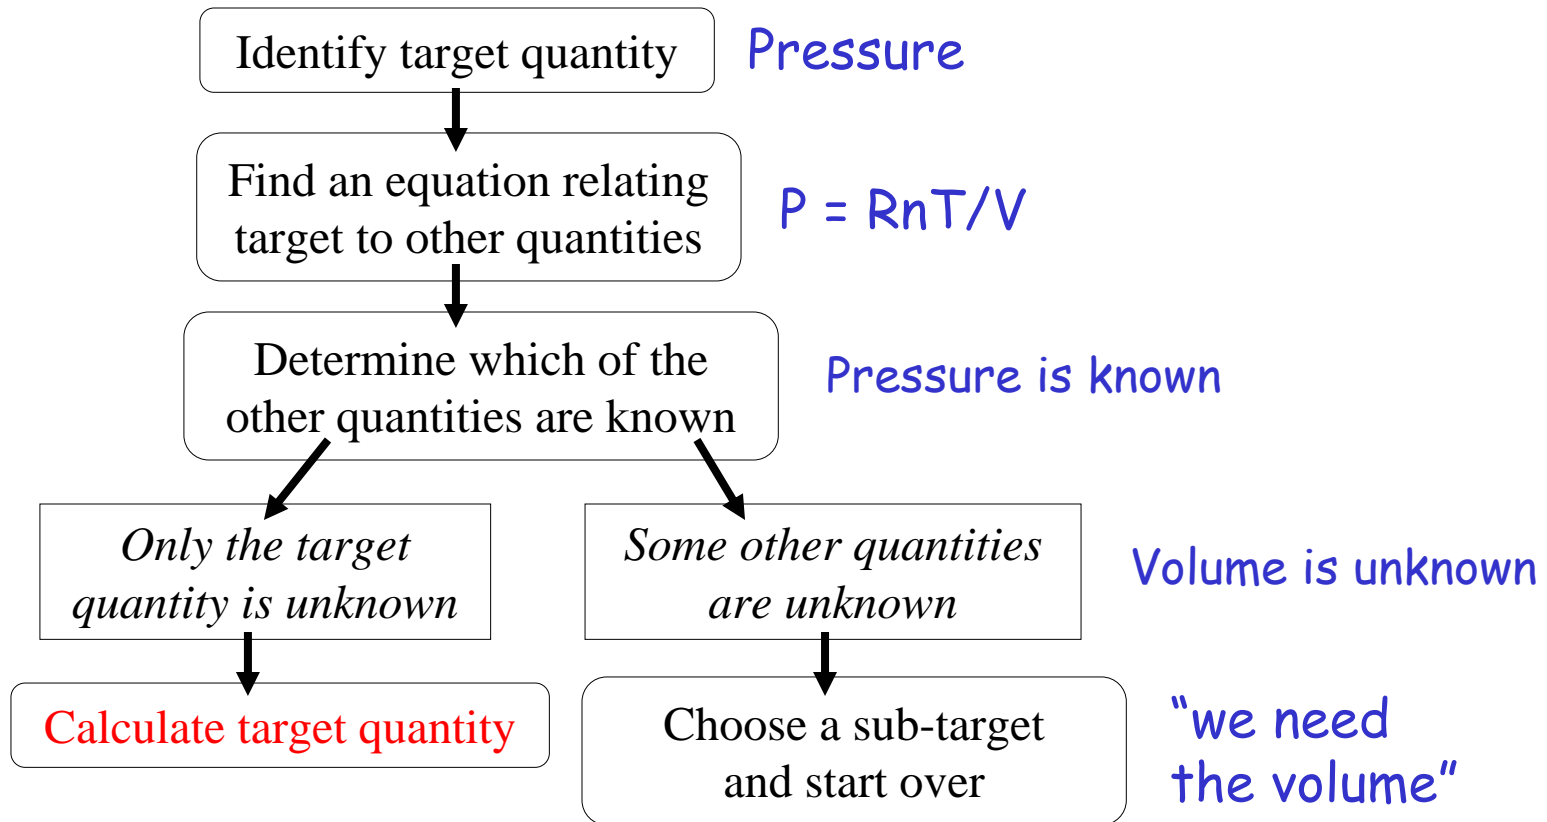 Identify target quantity
Pressure
Find an equation relating
target to other quantities
P = RnT/V
Determine which of the
other quantities are known
Pressure is known
Only the target
quantity is unknown
Some other quantities
are unknown
Volume is unknown
Calculate target quantity
Choose a sub-target
and start over
"we need
the volume"